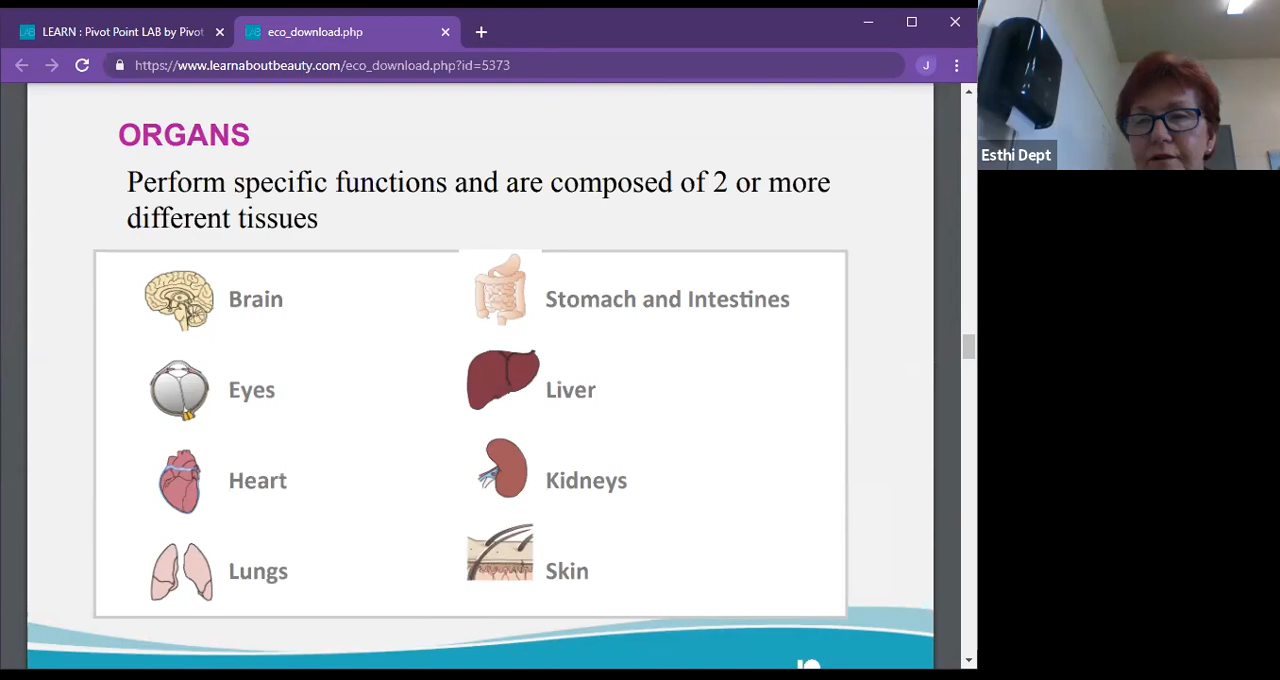 LEARN : Pivot Point LAB by Pivot
eco_download.php
https://www.learnaboutbeauty.com/eco_download.php?id=5373
J
ORGANS
Perform specific functions and are composed of 2 or more
different tissues
Brain
Stomach and Intestines
Eyes
Liver
Heart
Kidneys
Lungs
Skin
Esthi Dept